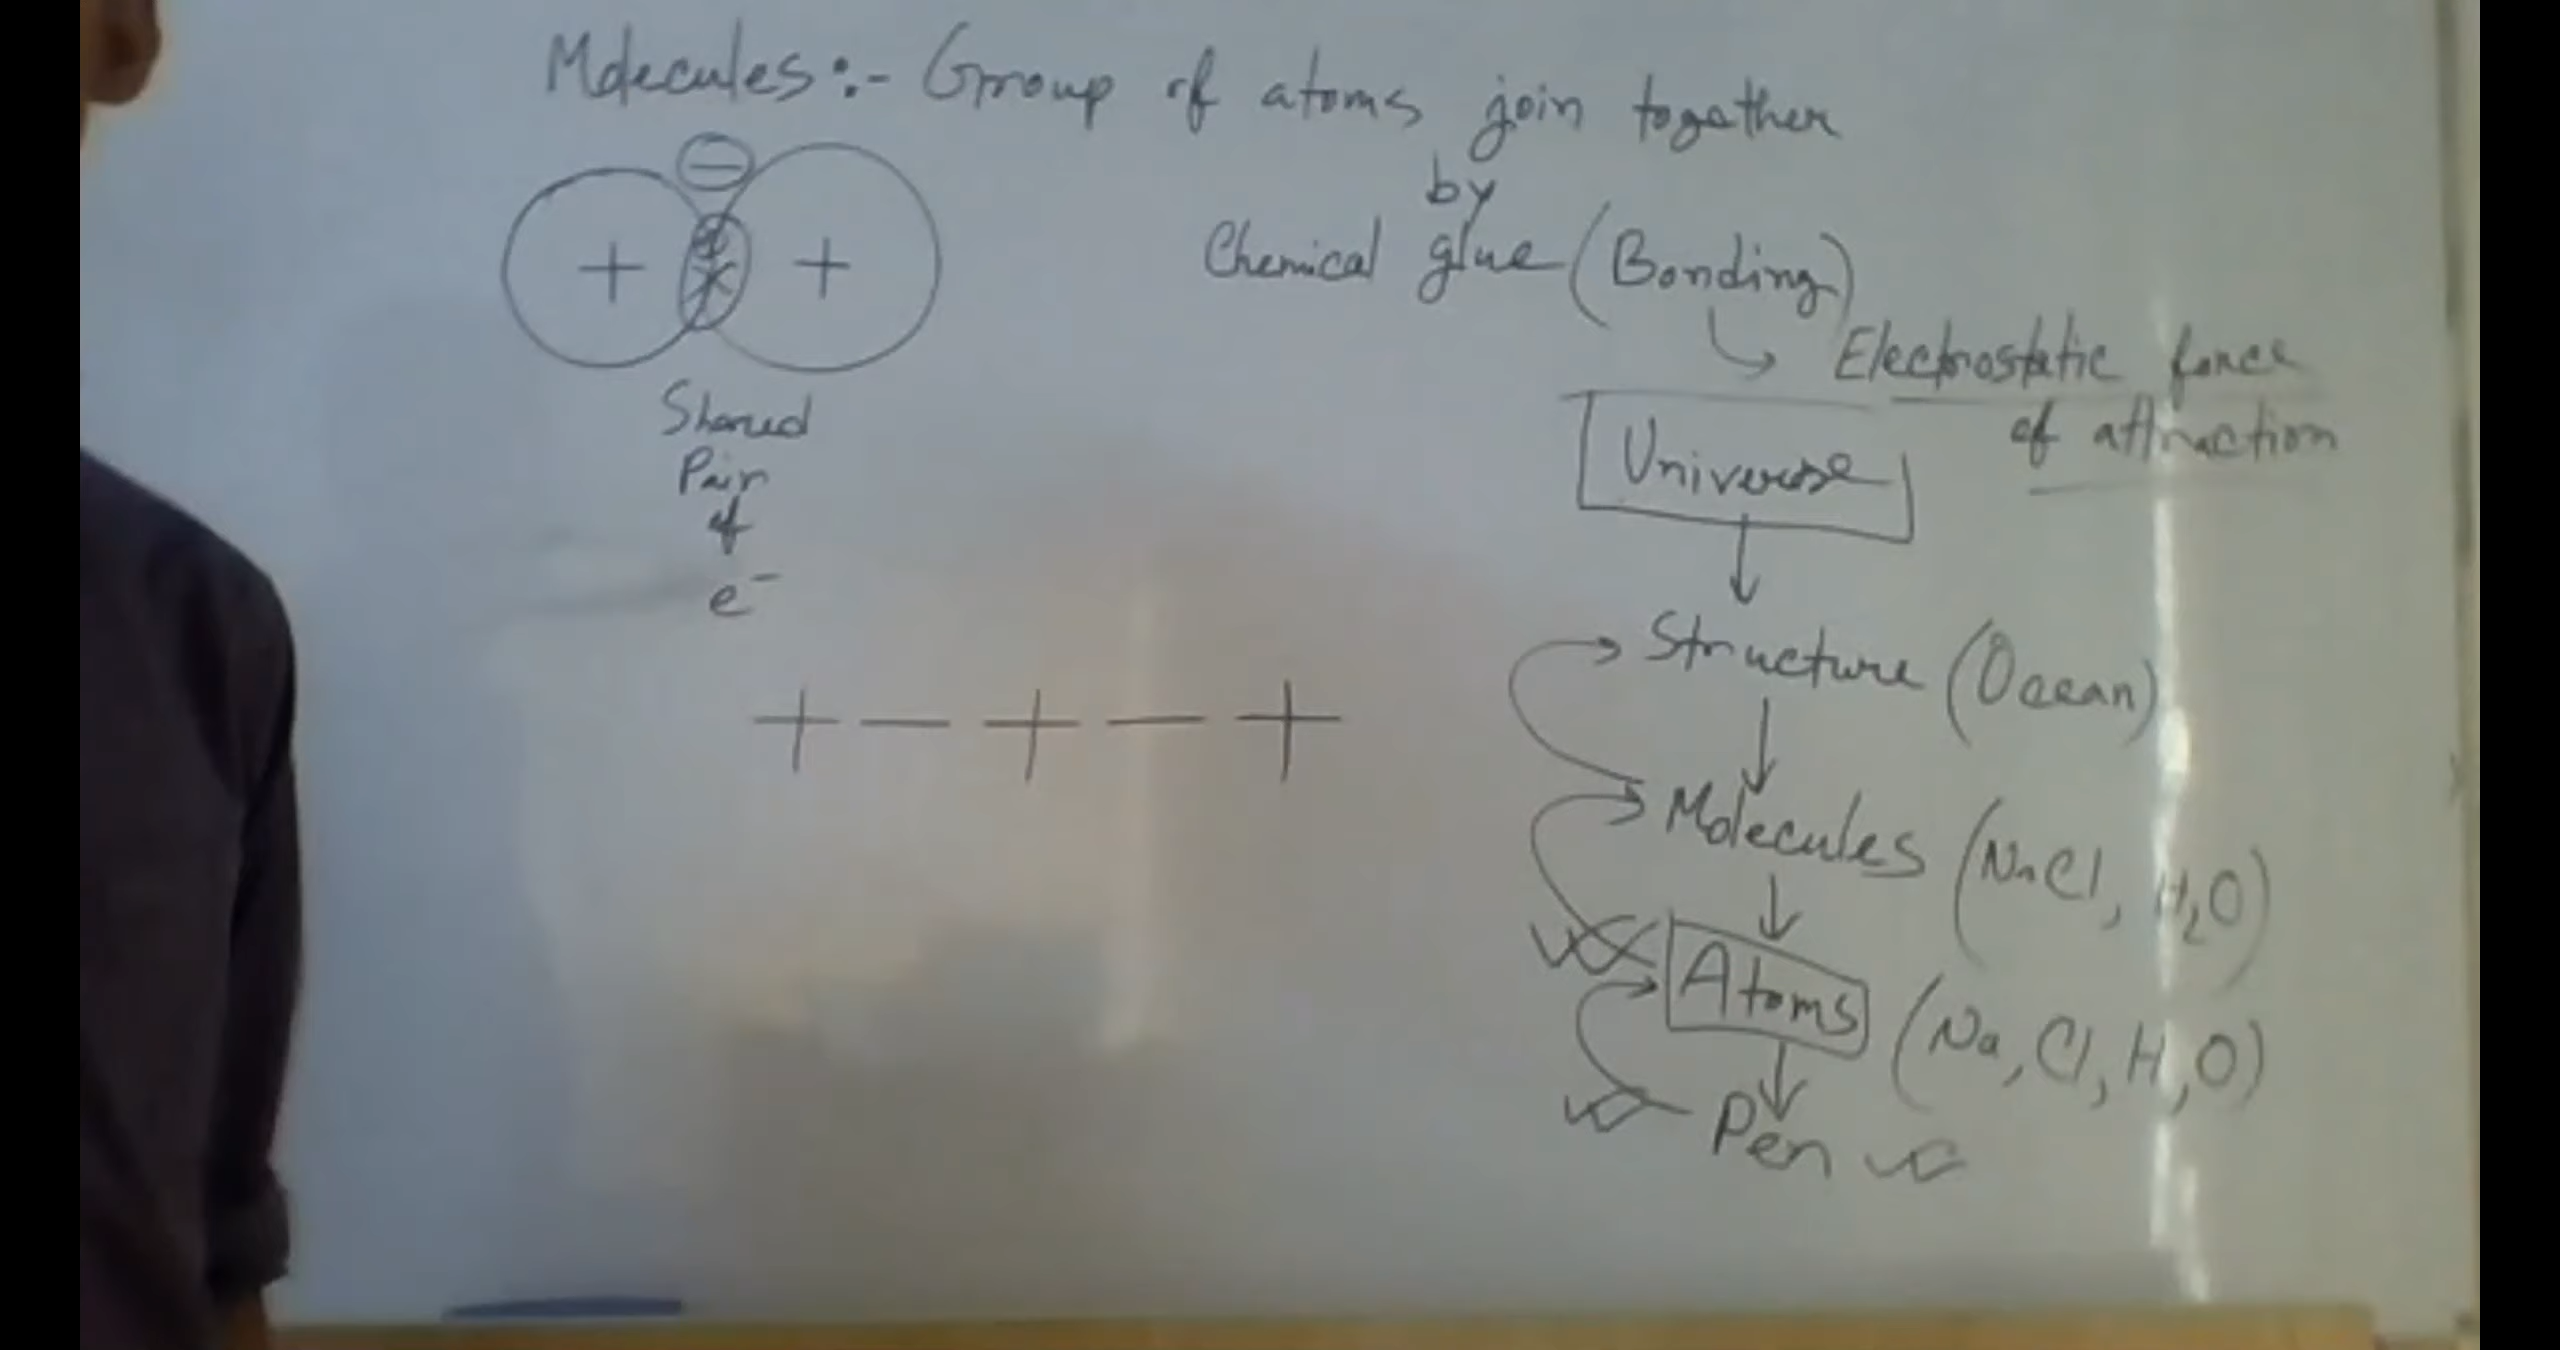 Molecules:- Group of atoms join together
by
Chemical glue (Bonding)
Electrostatic force
of attraction
Shared
Pair
of
e⁻
+ +
−
+ − + − +
Universe
Structure (Ocean)
Molecules (NaCl, H₂O)
Atoms (Na, Cl, H, O)
Pen